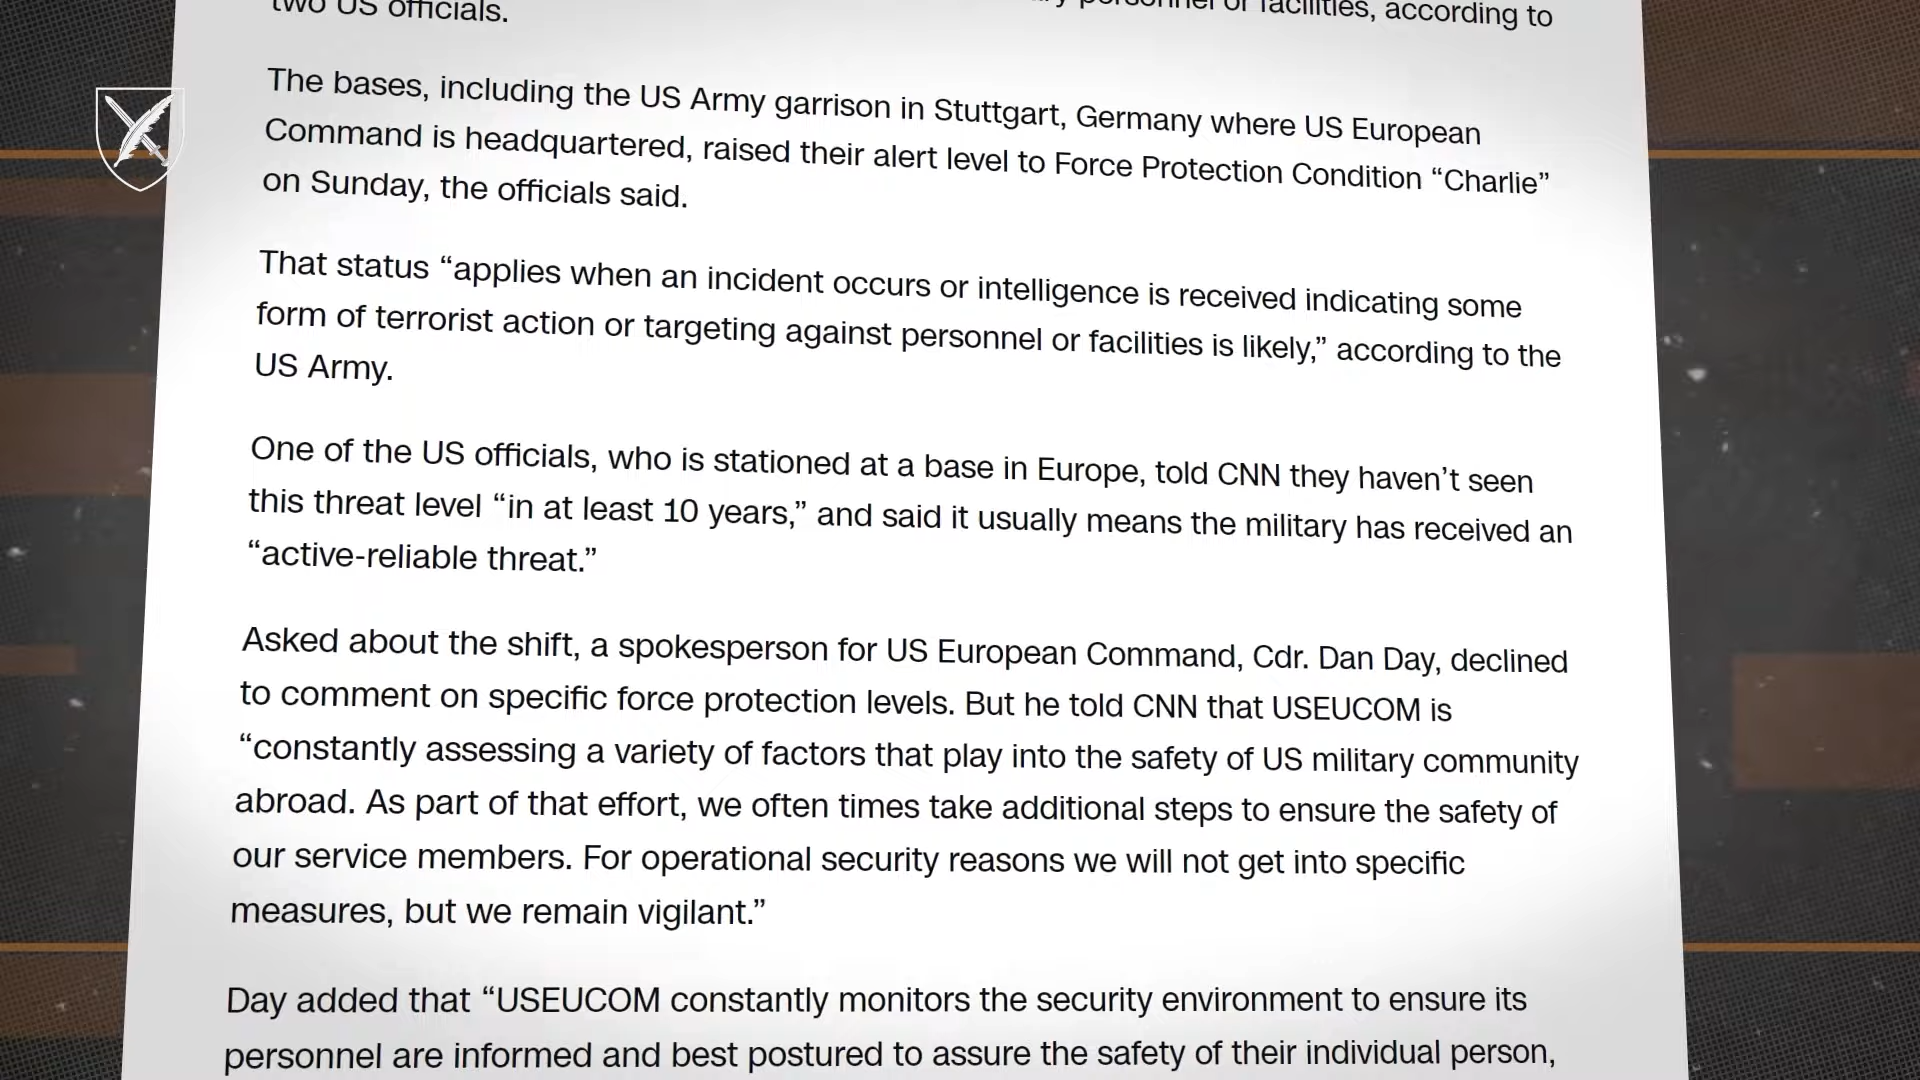 two US officials.
personnel or facilities, according to
The bases, including the US Army garrison in Stuttgart, Germany where US European
Command is headquartered, raised their alert level to Force Protection Condition “Charlie”
on Sunday, the officials said.
That status “applies when an incident occurs or intelligence is received indicating some
form of terrorist action or targeting against personnel or facilities is likely,” according to the
US Army.
One of the US officials, who is stationed at a base in Europe, told CNN they haven’t seen
this threat level “in at least 10 years,” and said it usually means the military has received an
“active-reliable threat.”
Asked about the shift, a spokesperson for US European Command, Cdr. Dan Day, declined
to comment on specific force protection levels. But he told CNN that USEUCOM is
“constantly assessing a variety of factors that play into the safety of US military community
abroad. As part of that effort, we often times take additional steps to ensure the safety of
our service members. For operational security reasons we will not get into specific
measures, but we remain vigilant.”
Day added that “USEUCOM constantly monitors the security environment to ensure its
personnel are informed and best postured to assure the safety of their individual person,